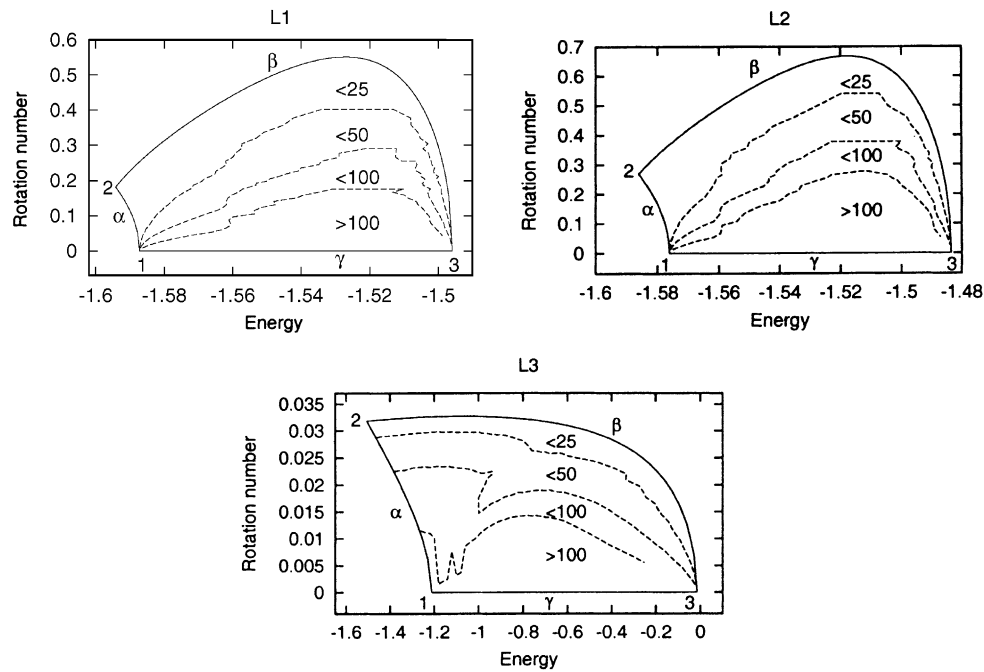 L1
0.6
0.5
0.4
0.3
0.2
0.1
0
Rotation number
β
<25
<50
<100
>100
2
α
1
γ
3
-1.6 -1.58 -1.56 -1.54 -1.52 -1.5
Energy
L2
0.7
0.6
0.5
0.4
0.3
0.2
0.1
0
Rotation number
β
<25
<50
<100
>100
2
α
1
γ
3
-1.6 -1.58 -1.56 -1.54 -1.52 -1.5 -1.48
Energy
L3
0.035
0.03
0.025
0.02
0.015
0.01
0.005
0
Rotation number
2
β
<25
<50
<100
>100
α
1
γ
3
-1.6 -1.4 -1.2 -1 -0.8 -0.6 -0.4 -0.2 0
Energy